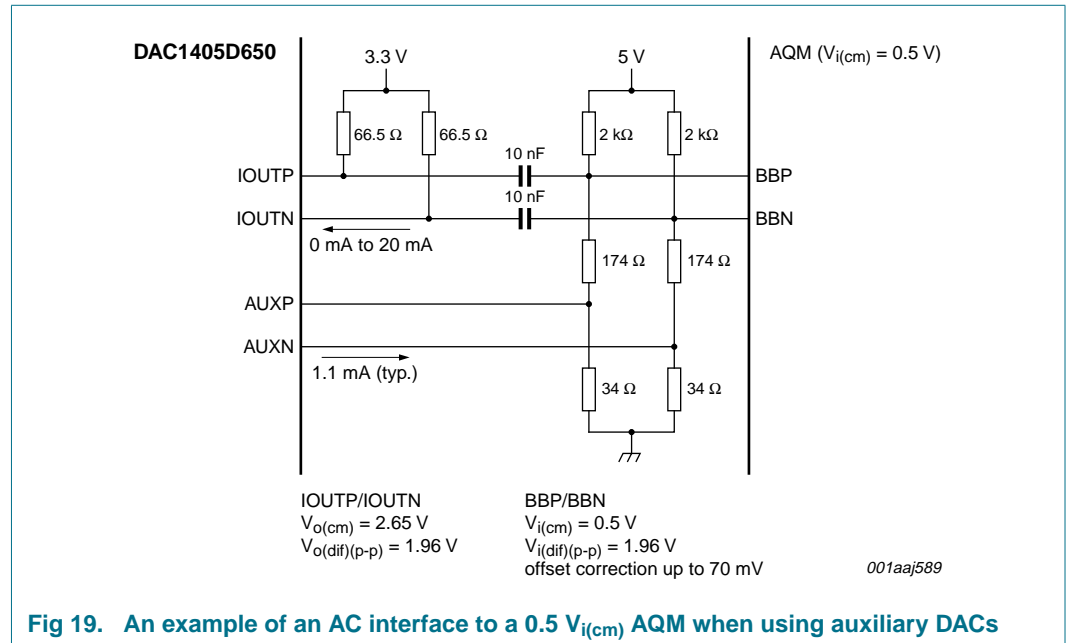 DAC1405D650
3.3 V
5 V
AQM (Vi(cm) = 0.5 V)
66.5 Ω
66.5 Ω
2 kΩ
2 kΩ
10 nF
IOUTP
BBP
10 nF
IOUTN
BBN
0 mA to 20 mA
174 Ω
174 Ω
AUXP
AUXN
1.1 mA (typ.)
34 Ω
34 Ω
IOUTP/IOUTN
Vo(cm) = 2.65 V
Vo(dif)(p-p) = 1.96 V
BBP/BBN
Vi(cm) = 0.5 V
Vi(dif)(p-p) = 1.96 V
offset correction up to 70 mV
001aaj589
Fig 19. An example of an AC interface to a 0.5 Vi(cm) AQM when using auxiliary DACs